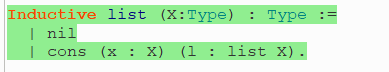 Inductive list (X:Type) : Type :=
| nil
| cons (x : X) (l : list X).